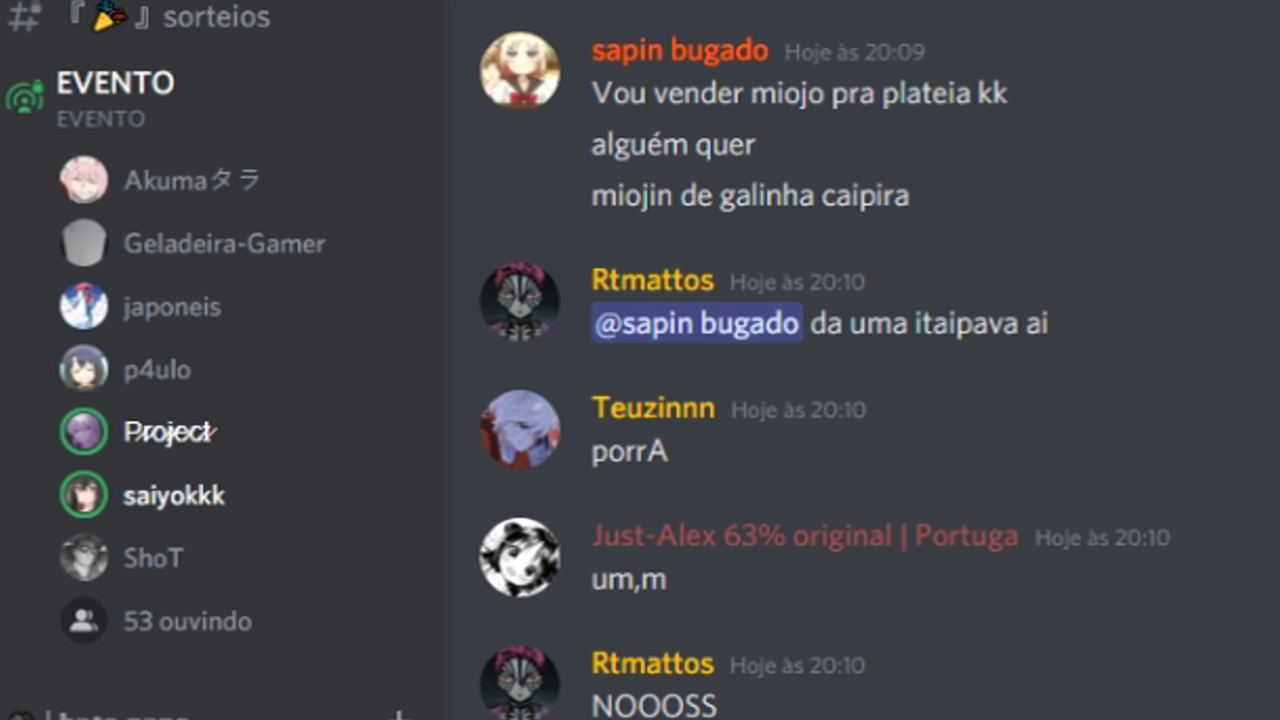 『🎉』sorteios
EVENTO
EVENTO
Akumaタラ
Geladeira-Gamer
japoneis
p4ulo
Project
saiyokkk
ShoT
53 ouvindo
sapin bugado Hoje às 20:09
Vou vender miojo pra plateia kk
alguém quer
miojin de galinha caipira
Rtmattos Hoje às 20:10
@sapin bugado da uma itaipava ai
Teuzinnn Hoje às 20:10
porrA
Just-Alex 63% original | Portuga Hoje às 20:10
um,m
Rtmattos Hoje às 20:10
NOOOSS